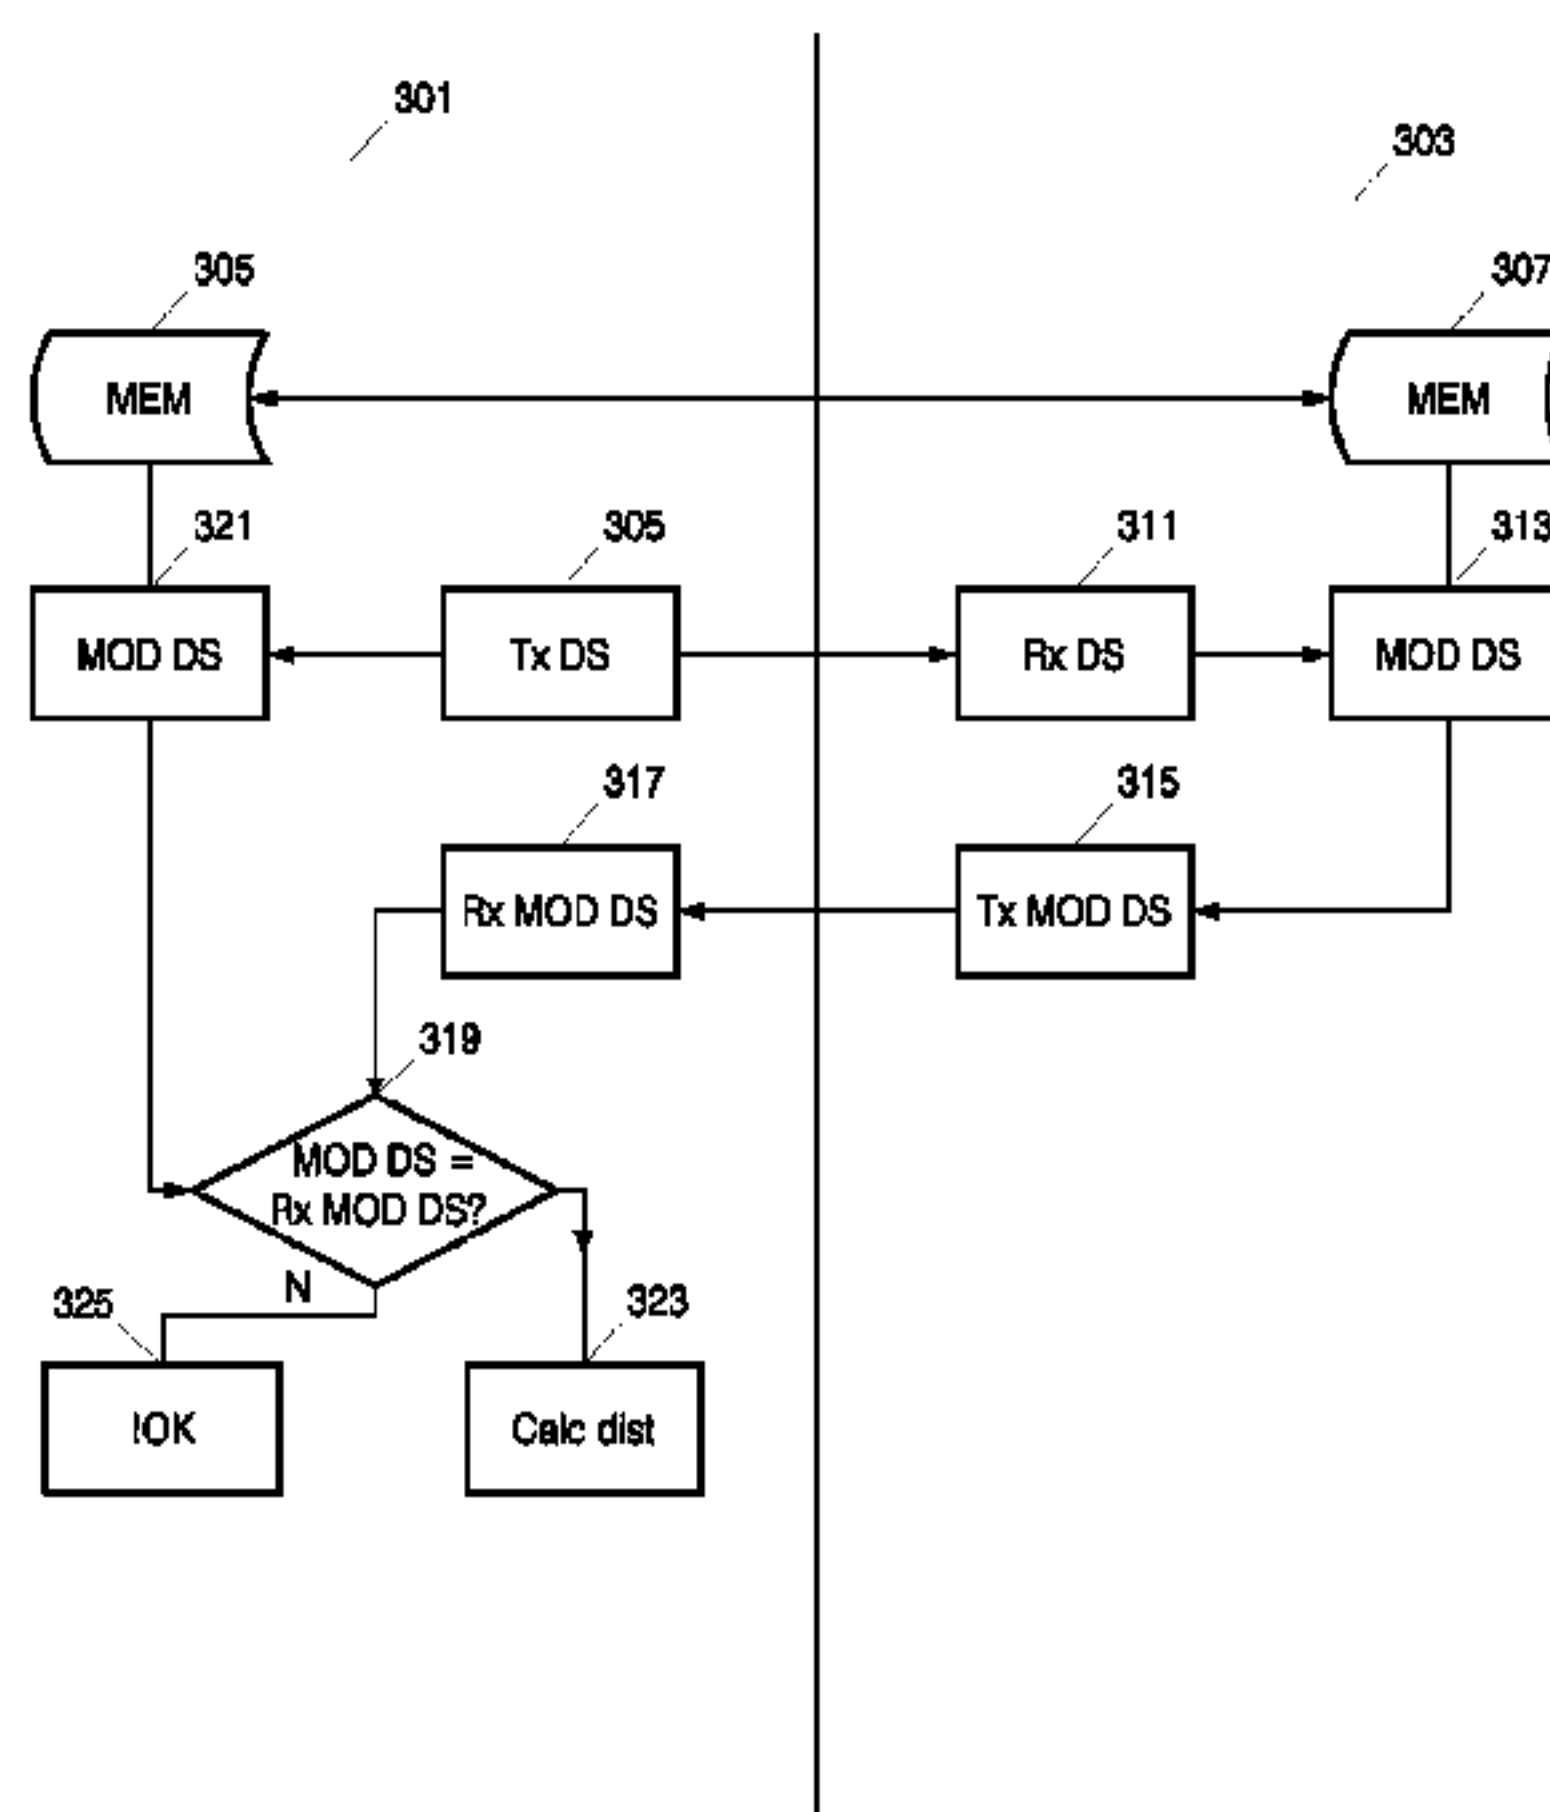 301
303
305
307
MEM
MEM
321
305
311
313
MOD DS
Tx DS
Rx DS
MOD DS
317
315
Rx MOD DS
Tx MOD DS
319
MOD DS =
Rx MOD DS?
N
325
323
!OK
Calc dist